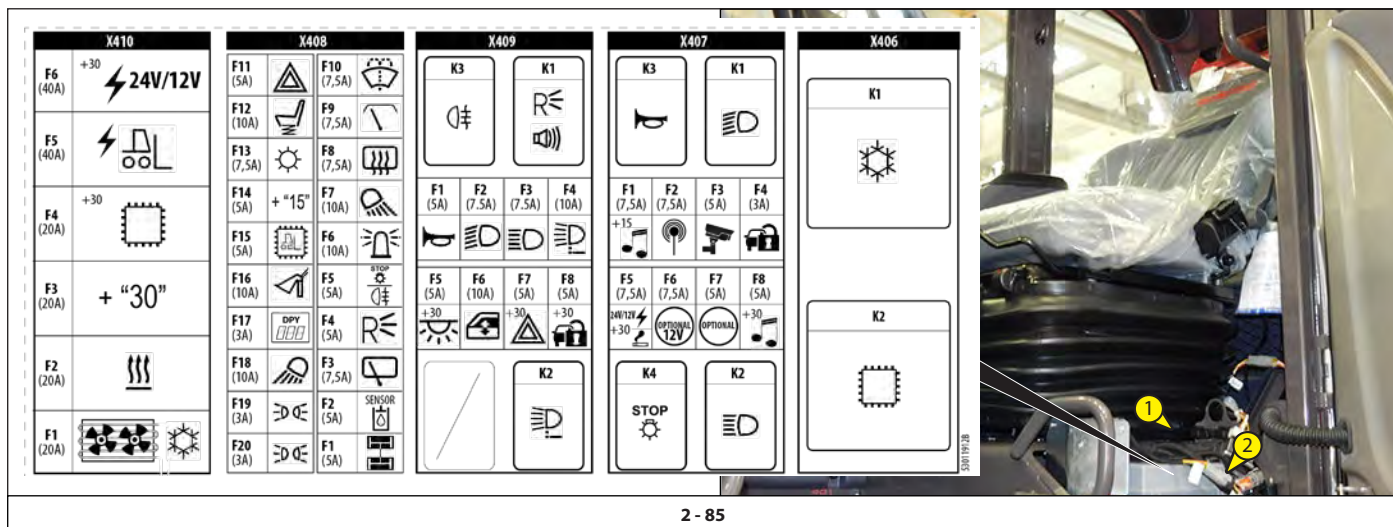 X410
F6 (40A) +30 24V/12V
F5 (40A)
F4 (20A) +30
F3 (20A) + "30"
F2 (20A)
F1 (20A)
X408
F11 (5A) F10 (7,5A)
F12 (10A) F9 (7,5A)
F13 (7,5A) F8 (7,5A)
F14 (5A) + "15" F7 (10A)
F15 (5A) F6 (10A)
F16 (10A) F5 (5A) STOP
F17 (3A) DPY F4 (5A) R
F18 (10A) F3 (7,5A)
F19 (3A) F2 (5A) SENSOR
F20 (3A) F1 (5A)
X409
K3 K1
R
F1 (5A) F2 (7.5A) F3 (7.5A) F4 (10A)
F5 (5A) F6 (10A) F7 (5A) F8 (5A)
+30 +30 +30
K2
X407
K3 K1
F1 (7,5A) F2 (7,5A) F3 (5A) F4 (3A)
+15
F5 (7,5A) F6 (7,5A) F7 (5A) F8 (5A)
24V/12V +30 OPTIONAL 12V OPTIONAL +30
K4 K2
STOP
X406
K1
K2
53011912B
1
2
2 - 85